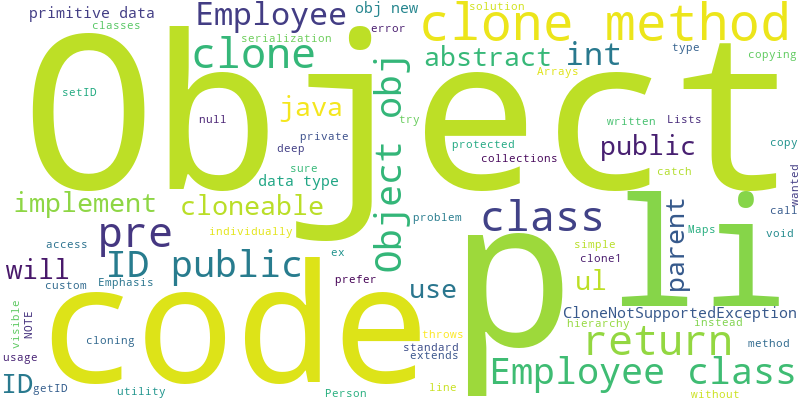 primitive data
classes
Employee
obj new
solution
clone method
error
serialization
clone
abstract
int
type
copying
Object
setID
null
java
Arrays
Object obj
try
written
Lists
private
deep
protected
public
copy
collections
sure
data type
catch
wanted
implement
cloneable
problem
class
parent
call
pre
individually
simple
Maps
void
access
ex
clone1
will
ID public
prefer
use
ul
li
custom
Emphasis
code
p
hierarchy
CloneNotSupportedException
instead
visible
NOTE
cloning
throws
return
standard
method
usage
extends
ID
getID
utility
Person
line
Employee class
without